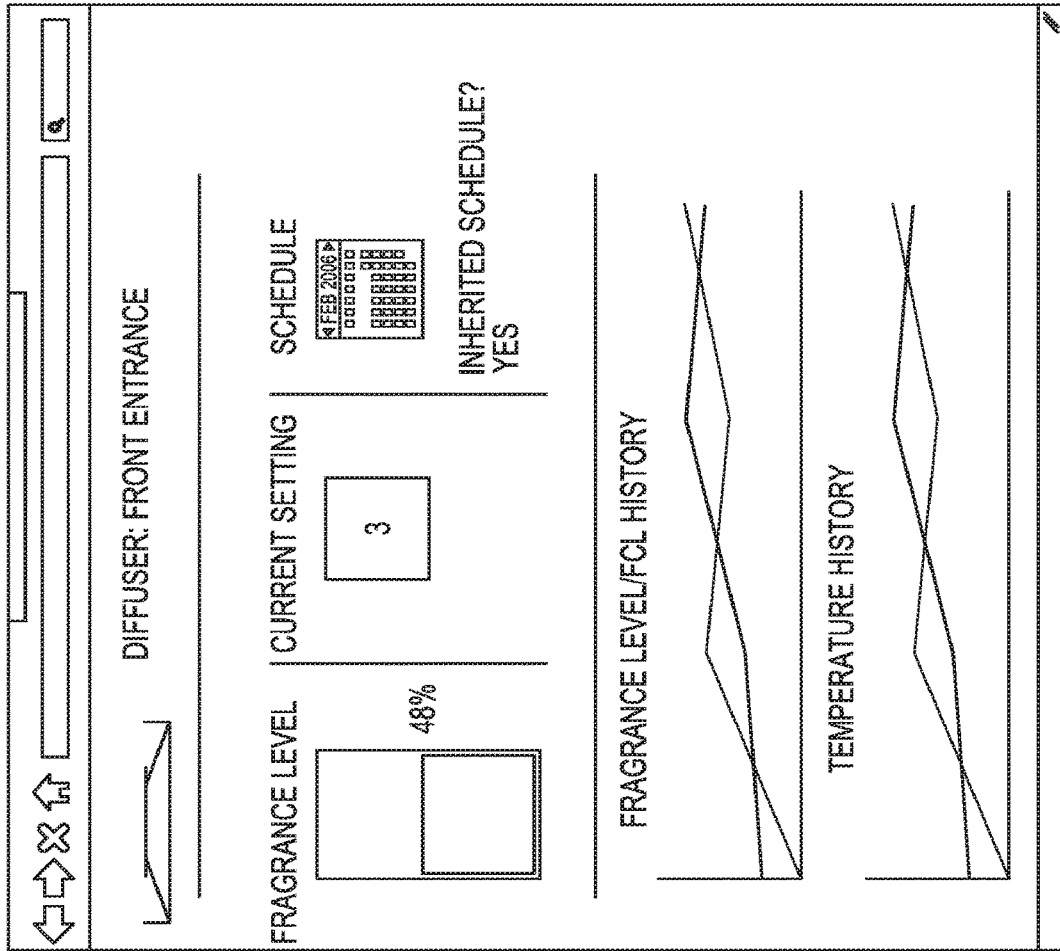 DIFFUSER: FRONT ENTRANCE
FRAGRANCE LEVEL
48%
CURRENT SETTING
3
SCHEDULE
FEB 2006
INHERITED SCHEDULE?
YES
FRAGRANCE LEVEL/FCL HISTORY
TEMPERATURE HISTORY